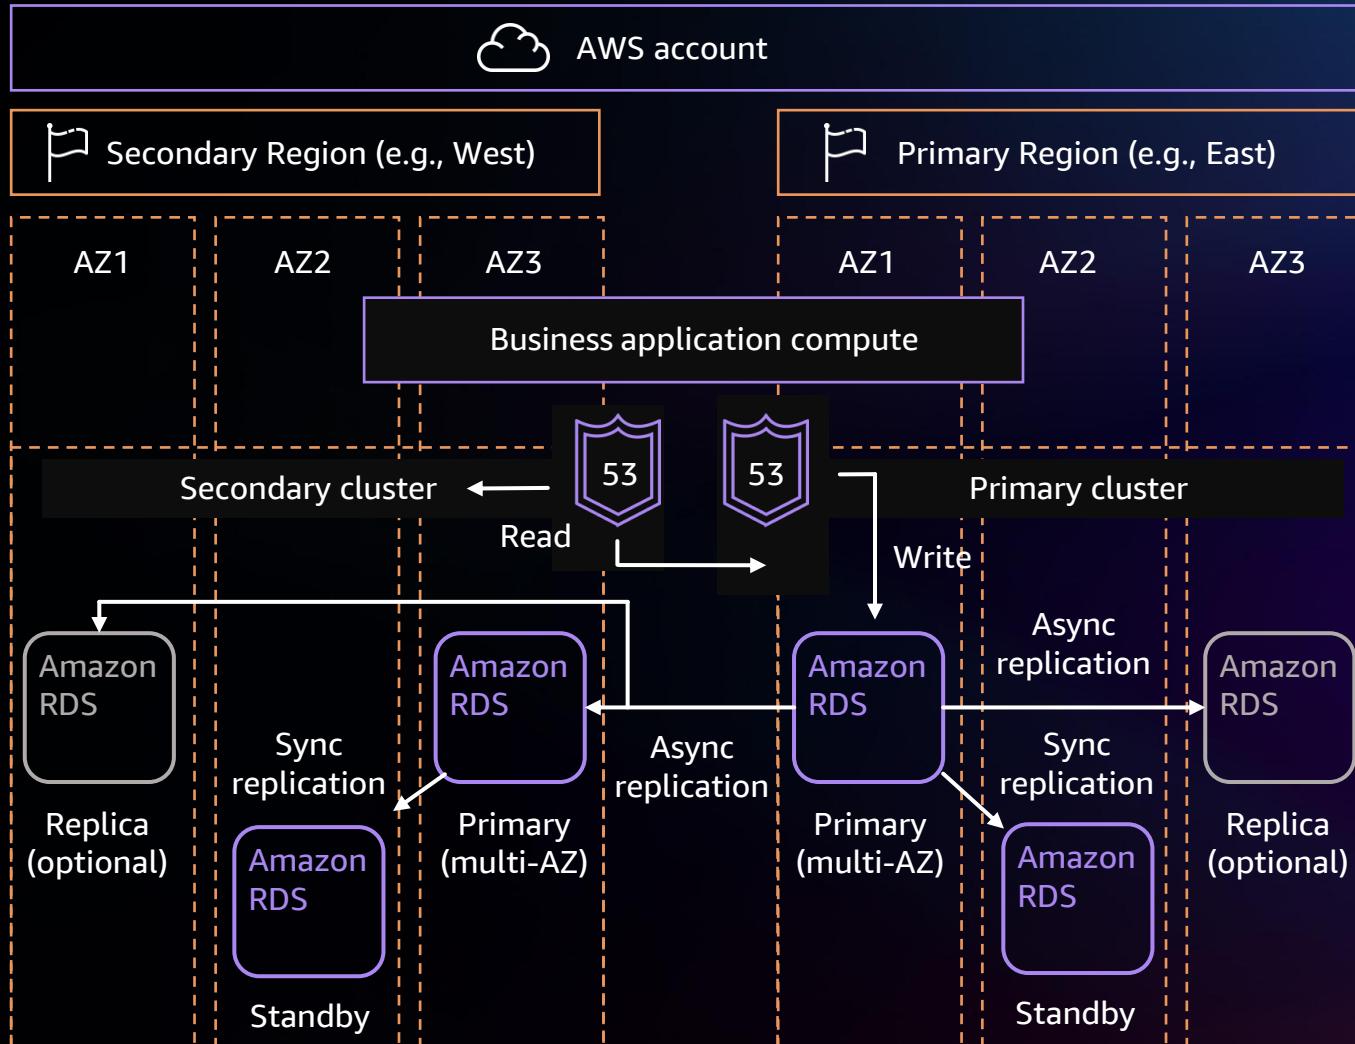 AWS account
Secondary Region (e.g., West)
Primary Region (e.g., East)
AZ1
AZ2
AZ3
AZ1
AZ2
AZ3
Business application compute
53
53
Secondary cluster
Primary cluster
Read
Write
Amazon
RDS
Replica
(optional)
Sync
replication
Amazon
RDS
Standby
Amazon
RDS
Primary
(multi-AZ)
Async
replication
Amazon
RDS
Primary
(multi-AZ)
Async
replication
Sync
replication
Amazon
RDS
Standby
Amazon
RDS
Replica
(optional)